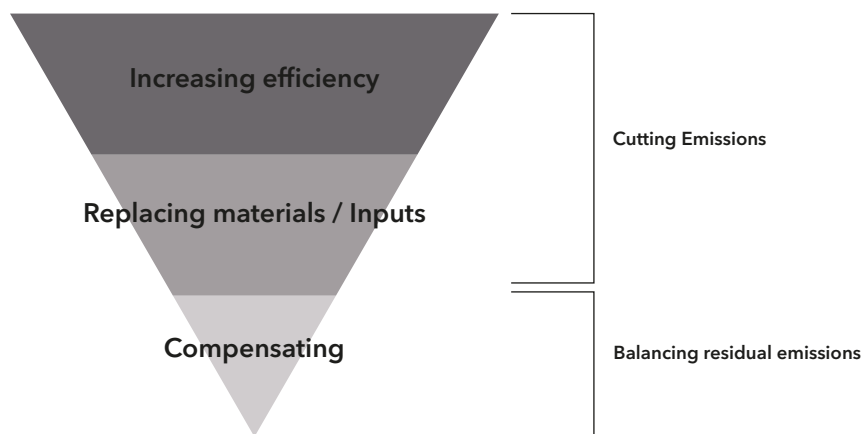 Increasing efficiency
Cutting Emissions
Replacing materials / Inputs
Compensating
Balancing residual emissions